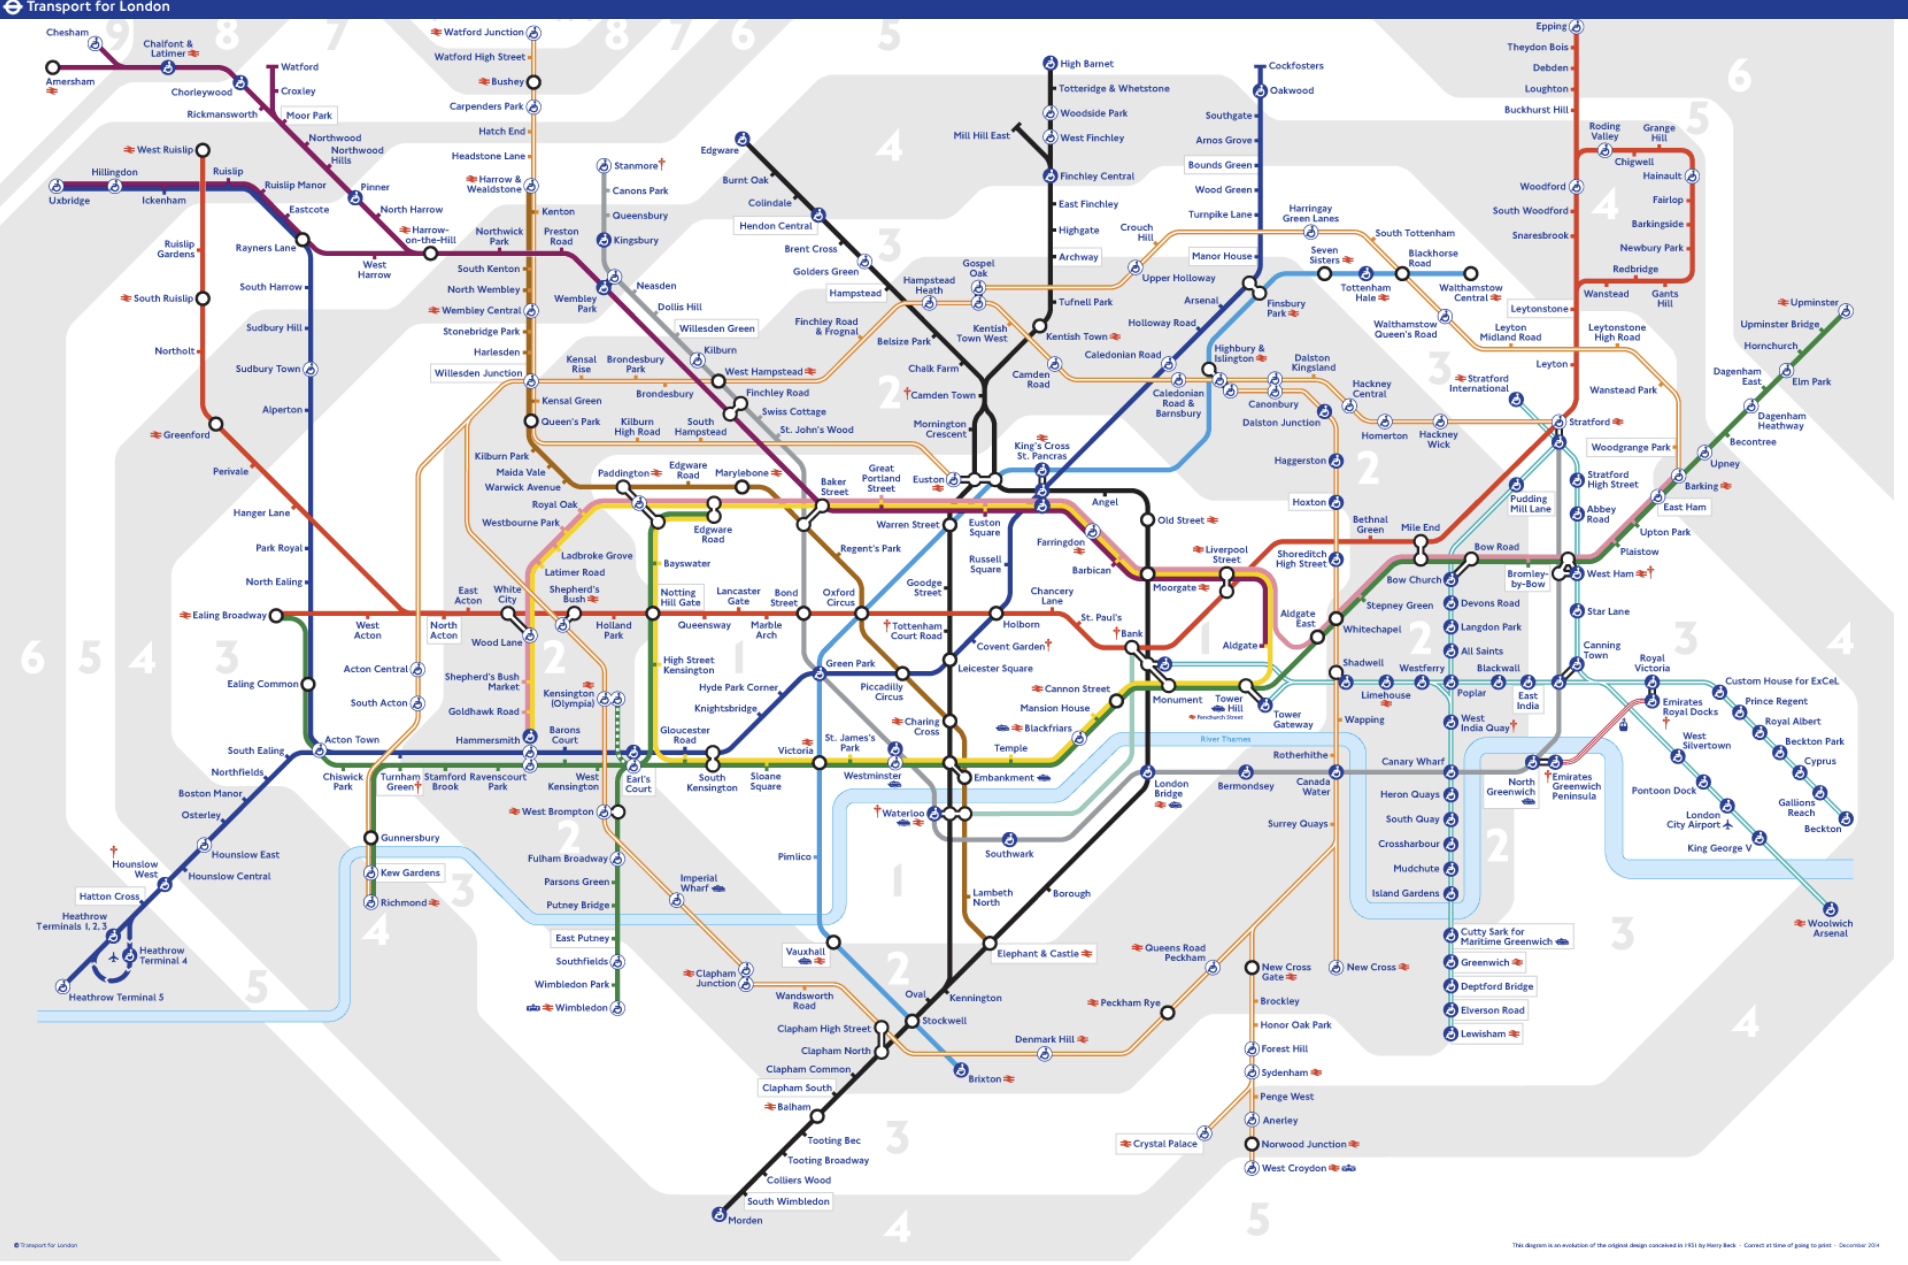 Transport for London
Chesham
Chalfont &
Latimer
Amersham
Chorleywood
Rickmansworth
Watford
Croxley
Moor Park
Northwood
Northwood
Hills
Pinner
North Harrow
Harrow-
on-the-Hill
Northwick
Park
Preston
Road
West
Harrow
West Ruislip
Hillingdon
Uxbridge
Ickenham
Ruislip
Ruislip Manor
Eastcote
Rayners Lane
Ruislip
Gardens
South Ruislip
Northolt
Greenford
Perivale
Hanger Lane
South Harrow
Sudbury Hill
Sudbury Town
Alperton
Park Royal
North Ealing
Ealing Broadway
West
Acton
North
Acton
East
Acton
White
City
Shepherd's
Bush
Holland
Park
Wood Lane
Ealing Common
South Ealing
Acton Town
Northfields
Boston Manor
Osterley
Hounslow East
Hounslow Central
Hounslow
West
Hatton Cross
Heathrow
Terminals 1, 2, 3
Heathrow
Terminal 4
Heathrow Terminal 5
Watford Junction
Watford High Street
Bushey
Carpenders Park
Hatch End
Headstone Lane
Harrow &
Wealdstone
Kenton
South Kenton
North Wembley
Wembley Central
Stonebridge Park
Harlesden
Willesden Junction
Kensal Green
Queen's Park
Kilburn Park
Maida Vale
Warwick Avenue
Royal Oak
Westbourne Park
Ladbroke Grove
Latimer Road
Stanmore†
Canons Park
Queensbury
Kingsbury
Wembley
Park
Neasden
Dollis Hill
Willesden Green
Kilburn
West Hampstead
Finchley Road
Swiss Cottage
St. John's Wood
Kensal
Rise
Brondesbury
Park
Brondesbury
Kilburn
High Road
South
Hampstead
Finchley Road
& Frognal
Paddington
Edgware
Road
Marylebone
Baker
Street
Great
Portland
Street
Edgware
Road
Bayswater
Notting
Hill Gate
Queensway
Lancaster
Gate
Marble
Arch
Bond
Street
Oxford
Circus
Regent's Park
Warren Street
Euston
Euston
Square
Goodge
Street
Russell
Square
Edgware
Burnt Oak
Colindale
Hendon Central
Brent Cross
Golders Green
Hampstead
Belsize Park
Chalk Farm
†Camden Town
Mornington
Crescent
Hampstead
Heath
Gospel
Oak
Kentish
Town West
Camden
Road
Kentish Town
Tufnell Park
Archway
Highgate
East Finchley
Finchley Central
Mill Hill East
West Finchley
Woodside Park
Totteridge & Whetstone
High Barnet
Cockfosters
Oakwood
Southgate
Arnos Grove
Bounds Green
Wood Green
Turnpike Lane
Manor House
Finsbury
Park
Arsenal
Holloway Road
Caledonian Road
Crouch
Hill
Upper Holloway
Harringay
Green Lanes
South Tottenham
Seven
Sisters
Tottenham
Hale
Blackhorse
Road
Walthamstow
Central
Walthamstow
Queen's Road
Leyton
Midland Road
Leytonstone
High Road
Wanstead Park
Woodgrange Park
Highbury &
Islington
Caledonian
Road &
Barnsbury
Canonbury
Dalston
Kingsland
Dalston Junction
Hackney
Central
Homerton
Hackney
Wick
King's Cross
St. Pancras
Angel
Old Street
Farringdon
Barbican
Moorgate
Liverpool
Street
Haggerston
Hoxton
Shoreditch
High Street
Bethnal
Green
Mile End
Bow Road
Bow Church
Bromley-
by-Bow
Stepney Green
Whitechapel
Aldgate
East
Aldgate
Epping
Theydon Bois
Debden
Loughton
Buckhurst Hill
Roding
Valley
Grange
Hill
Chigwell
Hainault
Woodford
South Woodford
Snaresbrook
Fairlop
Barkingside
Newbury Park
Redbridge
Wanstead
Gants
Hill
Leytonstone
Leyton
Stratford
International
Stratford
Pudding
Mill Lane
Stratford
High Street
Abbey
Road
West Ham†
Star Lane
Canning
Town
Upminster
Upminster Bridge
Hornchurch
Elm Park
Dagenham
East
Dagenham
Heathway
Becontree
Upney
Barking
East Ham
Upton Park
Plaistow
Devons Road
Langdon Park
All Saints
Poplar
Shadwell
Limehouse
Westferry
Blackwall
East
India
Royal
Victoria
Custom House for ExCeL
Prince Regent
Royal Albert
Beckton Park
Cyprus
Gallions
Reach
Beckton
Emirates
Royal Docks
†
Emirates
Greenwich
Peninsula
North
Greenwich
West
Silvertown
Pontoon Dock
London
City Airport
King George V
Woolwich
Arsenal
West
India Quay†
Canary Wharf
Heron Quays
South Quay
Crossharbour
Mudchute
Island Gardens
Cutty Sark for
Maritime Greenwich
Greenwich
Deptford Bridge
Elverson Road
Lewisham
Wapping
Rotherhithe
Canada
Water
Surrey Quays
New Cross
New Cross
Gate
Brockley
Honor Oak Park
Forest Hill
Sydenham
Penge West
Anerley
Norwood Junction
West Croydon
Crystal Palace
Queens Road
Peckham
Peckham Rye
Denmark Hill
Chancery
Lane
St. Paul's
†Bank
Holborn
†Tottenham
Court Road
Covent Garden†
Leicester Square
Piccadilly
Circus
Green Park
Hyde Park Corner
Knightsbridge
Charing
Cross
Cannon Street
Mansion House
Blackfriars
Temple
Embankment
Monument
Tower
Hill
Fenchurch Street
Tower
Gateway
River Thames
London
Bridge
Bermondsey
Southwark
†Waterloo
Westminster
St. James's
Park
Victoria
Sloane
Square
South
Kensington
Gloucester
Road
Earl's
Court
High Street
Kensington
Kensington
(Olympia)
Shepherd's Bush
Market
Goldhawk Road
Hammersmith
Barons
Court
West
Kensington
Acton Central
South Acton
Chiswick
Park
Turnham
Green†
Stamford
Brook
Ravenscourt
Park
Gunnersbury
Kew Gardens
Richmond
West Brompton
Fulham Broadway
Parsons Green
Putney Bridge
East Putney
Southfields
Wimbledon Park
Wimbledon
Imperial
Wharf
Clapham
Junction
Wandsworth
Road
Pimlico
Vauxhall
Lambeth
North
Elephant & Castle
Borough
Kennington
Oval
Stockwell
Brixton
Clapham High Street
Clapham North
Clapham Common
Clapham South
Balham
Tooting Bec
Tooting Broadway
Colliers Wood
South Wimbledon
Morden
© Transport for London
This diagram is an evolution of the original design conceived in 1931 by Harry Beck · Correct at time of going to print · December 2014